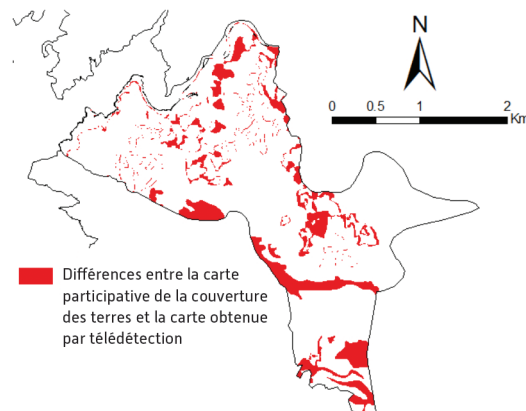 N
0 0.5 1 2
Km
Différences entre la carte
participative de la couverture
des terres et la carte obtenue
par télédétection